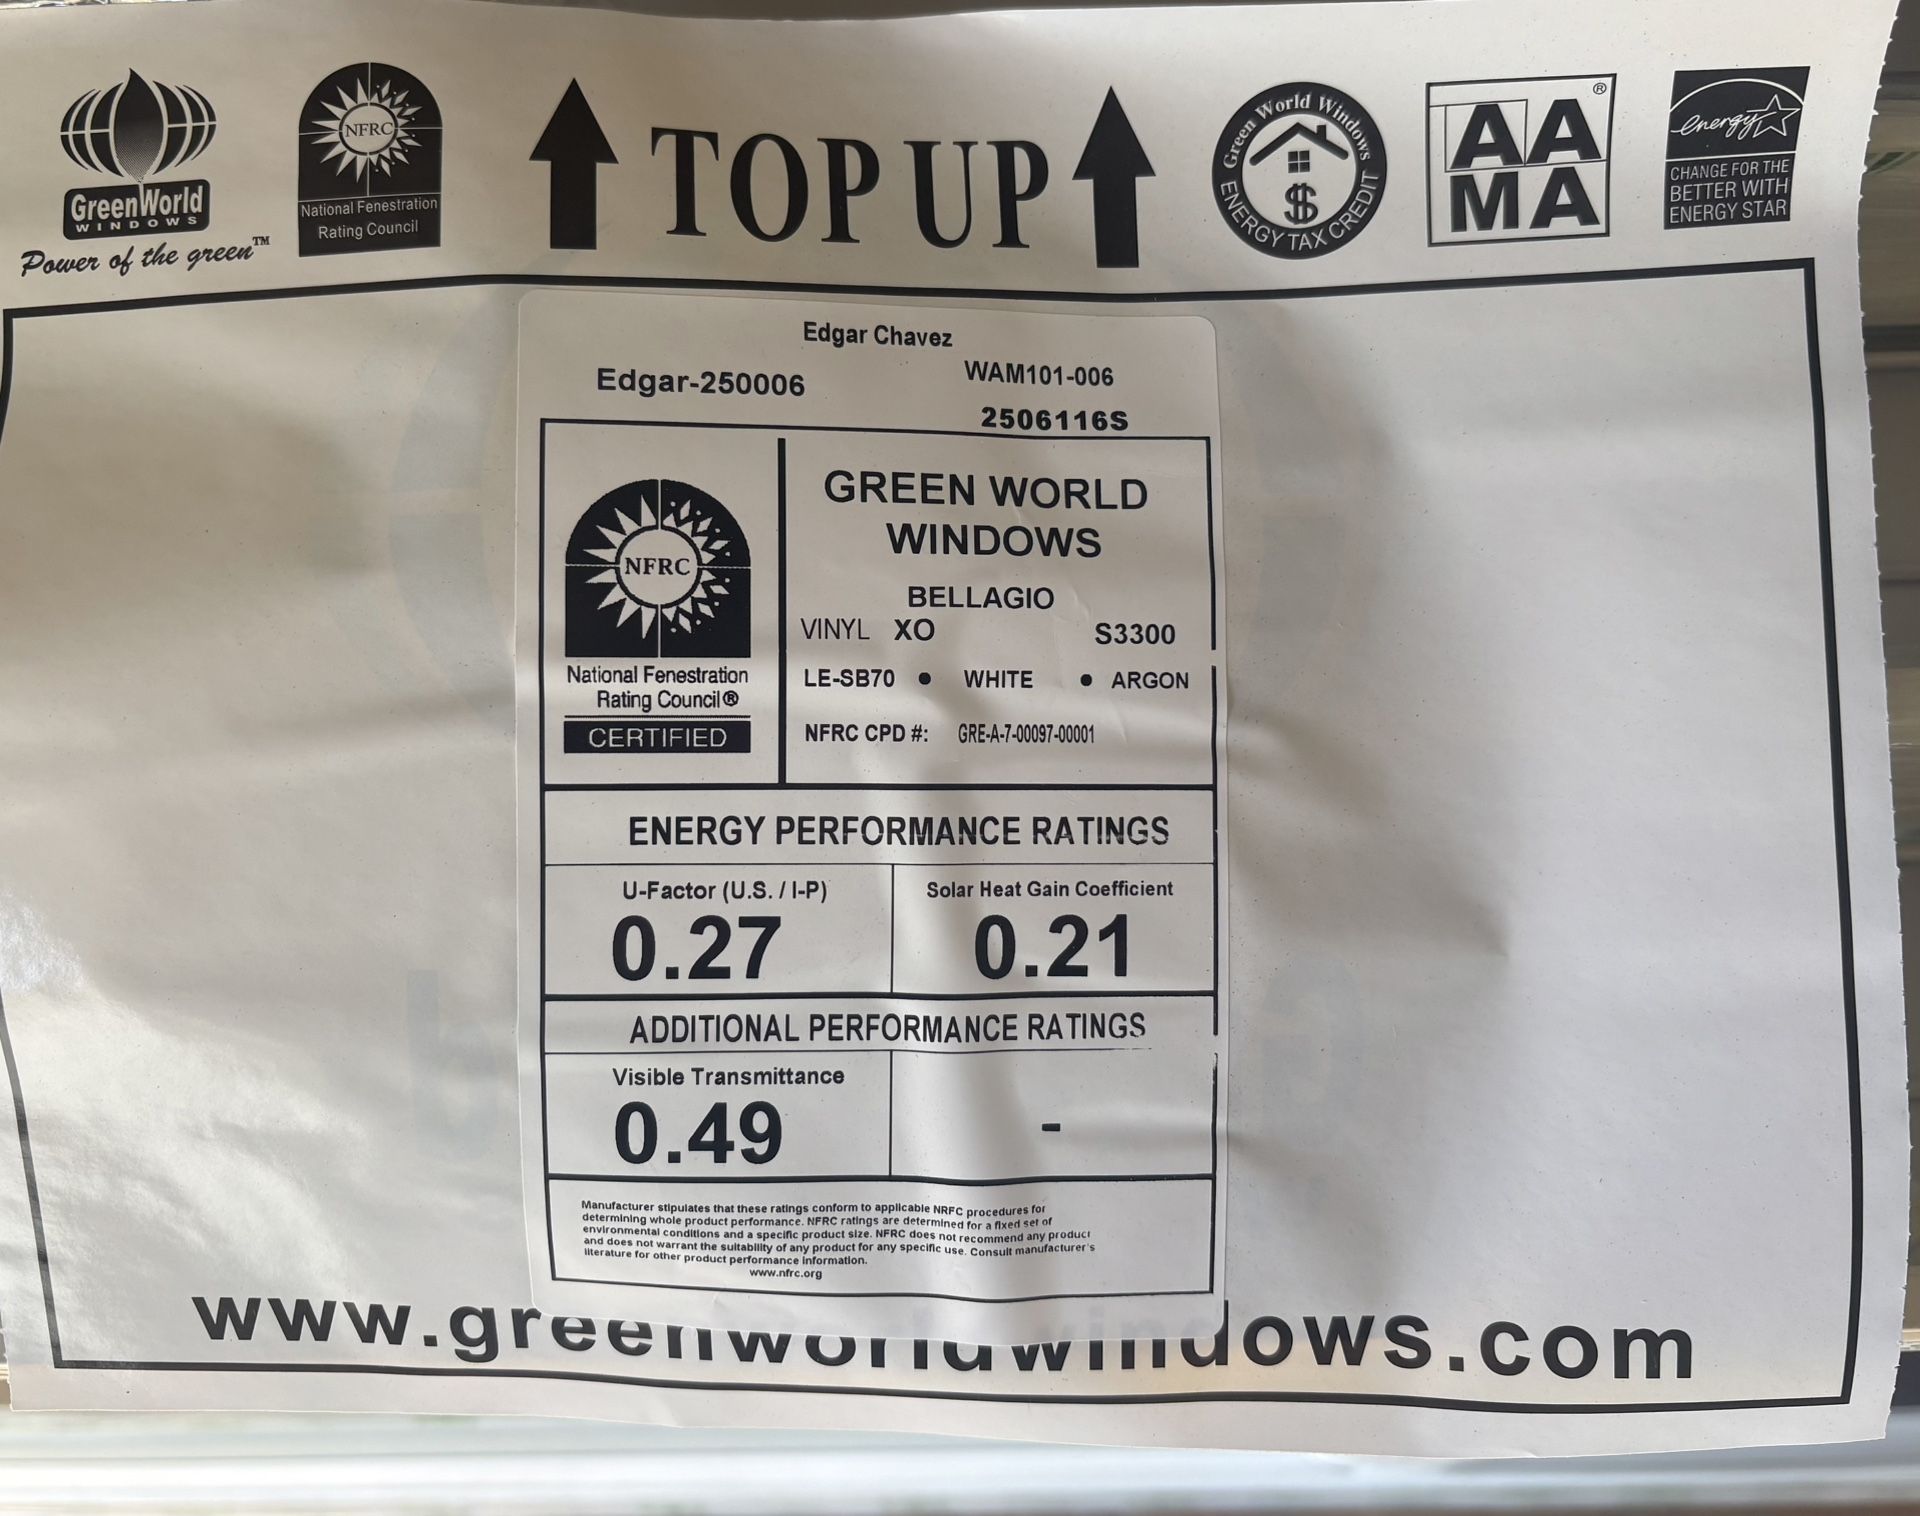 GreenWorld
WINDOWS
Power of the green™
NFRC
National Fenestration
Rating Council
TOP UP
Green World Windows
ENERGY TAX CREDIT
$
AA
MA
®
energy
CHANGE FOR THE
BETTER WITH
ENERGY STAR
Edgar Chavez
Edgar-250006
WAM101-006
2506116S
NFRC
National Fenestration
Rating Council®
CERTIFIED
GREEN WORLD
WINDOWS
BELLAGIO
VINYL XO S3300
LE-SB70 • WHITE • ARGON
NFRC CPD #: GRE-A-7-00097-00001
ENERGY PERFORMANCE RATINGS
U-Factor (U.S. / I-P)
0.27
Solar Heat Gain Coefficient
0.21
ADDITIONAL PERFORMANCE RATINGS
Visible Transmittance
0.49
-
Manufacturer stipulates that these ratings conform to applicable NRFC procedures for
determining whole product performance. NFRC ratings are determined for a fixed set of
environmental conditions and a specific product size. NFRC does not recommend any product
and does not warrant the suitability of any product for any specific use. Consult manufacturer's
literature for other product performance information.
www.nfrc.org
www.greenworldwindows.com